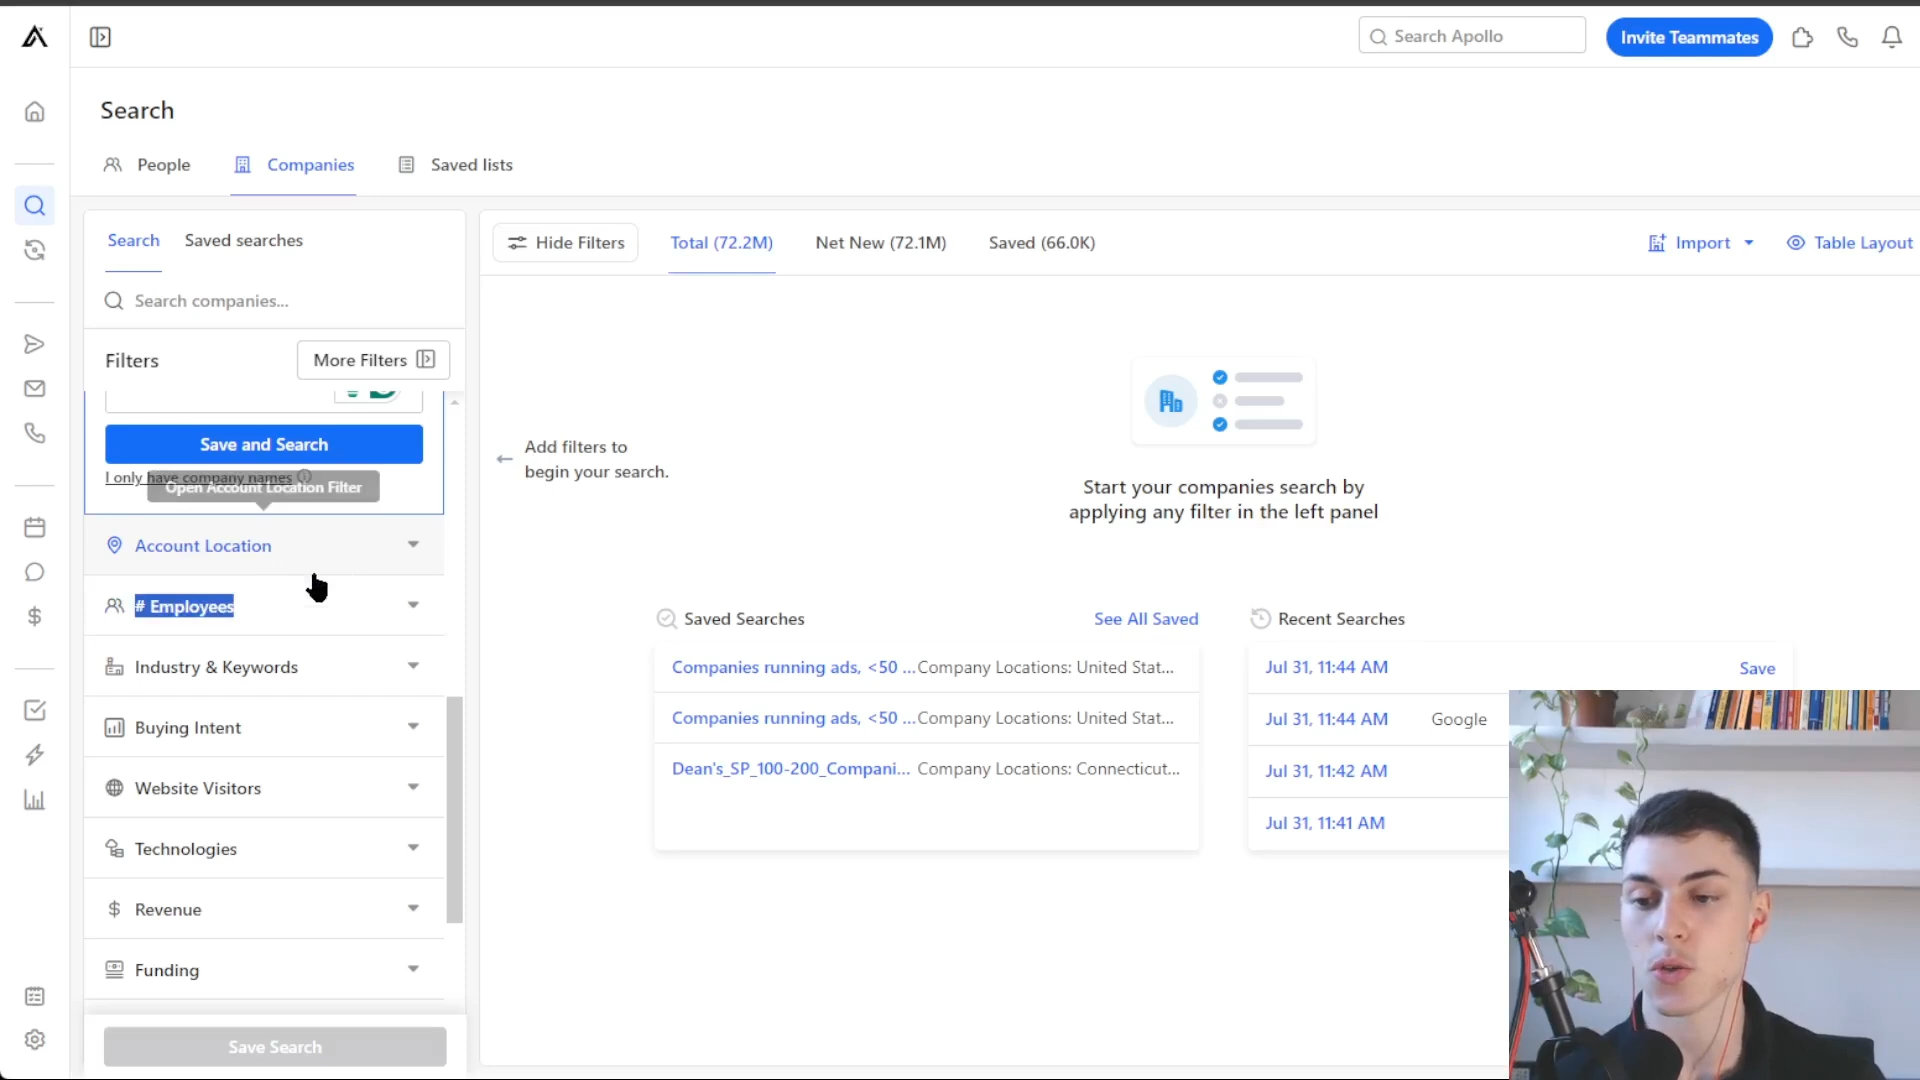 Search Apollo
Invite Teammates
Search
People
Companies
Saved lists
Search
Saved searches
Hide Filters
Total (72.2M)
Net New (72.1M)
Saved (66.0K)
Import
Table Layout
Search companies...
Filters
More Filters
Save and Search
I only have company names
Open Account Location Filter
Account Location
# Employees
Industry & Keywords
Buying Intent
Website Visitors
Technologies
Revenue
Funding
Save Search
Add filters to
begin your search.
Start your companies search by
applying any filter in the left panel
Saved Searches
See All Saved
Companies running ads, <50 ... Company Locations: United Stat...
Companies running ads, <50 ... Company Locations: United Stat...
Dean's_SP_100-200_Compani... Company Locations: Connecticut...
Recent Searches
Jul 31, 11:44 AM
Save
Jul 31, 11:44 AM
Google
Jul 31, 11:42 AM
Jul 31, 11:41 AM